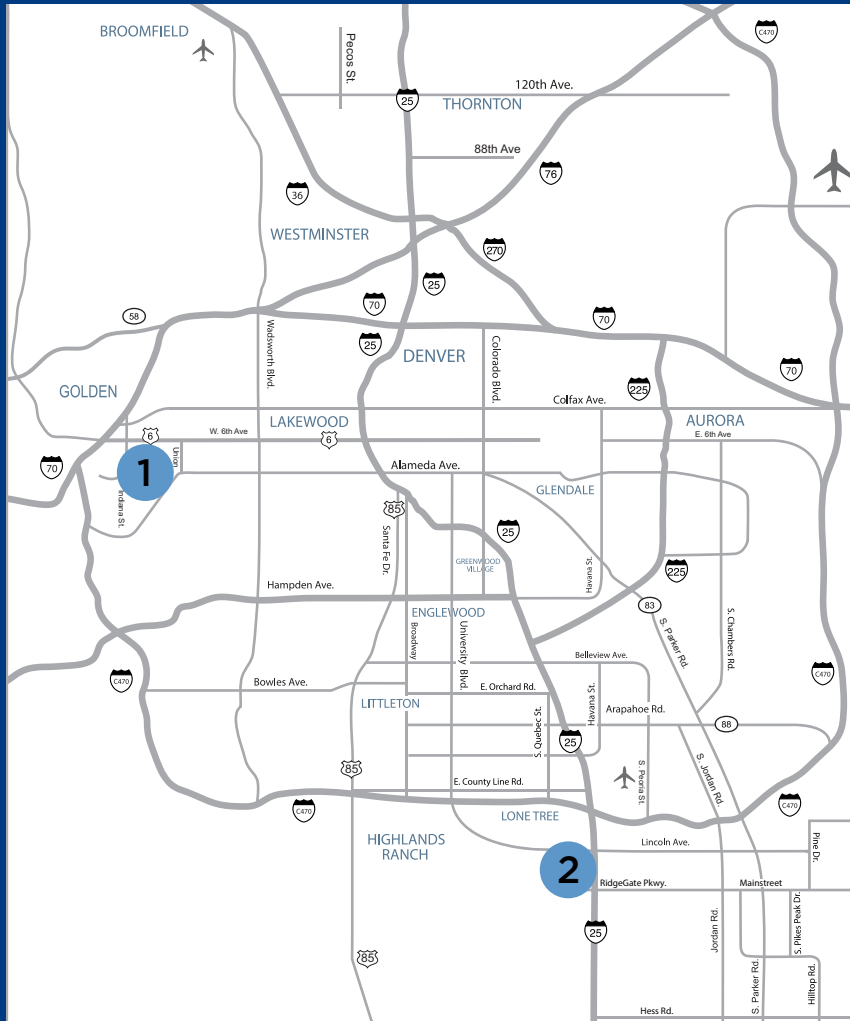 BROOMFIELD
Pecos St.
C470
120th Ave.
25
THORNTON
88th Ave
76
36
WESTMINSTER
270
25
70
58
70
25
Wadsworth Blvd.
DENVER
Colorado Blvd.
70
225
GOLDEN
Colfax Ave.
LAKEWOOD
AURORA
6
W. 6th Ave
6
E. 6th Ave
70
1
Union
Alameda Ave.
Indiana St.
GLENDALE
85
25
Santa Fe Dr.
GREENWOOD
VILLAGE
Havana St.
225
Hampden Ave.
83
ENGLEWOOD
Broadway
University Blvd.
S. Parker Rd.
S. Chambers Rd.
Belleview Ave.
C470
C470
Bowles Ave.
E. Orchard Rd.
Havana St.
LITTLETON
Arapahoe Rd.
88
S. Quebec St.
25
85
S. Peoria St.
S. Jordan Rd.
E. County Line Rd.
C470
C470
LONE TREE
HIGHLANDS
RANCH
Lincoln Ave.
Pine Dr.
2
RidgeGate Pkwy.
Mainstreet
25
Jordan Rd.
S. Pikes Peak Dr.
85
S. Parker Rd.
Hilltop Rd.
Hess Rd.